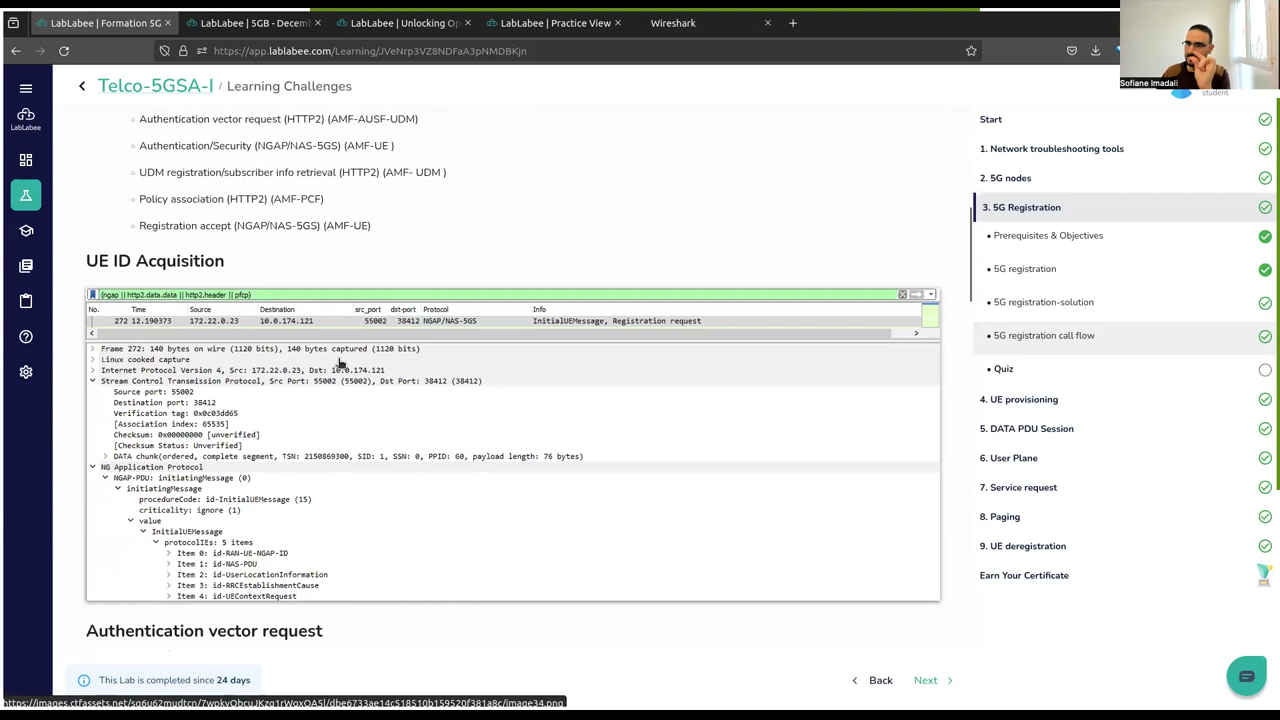 LabLabee | Formation 5G
LabLabee | 5GB - Decemb
LabLabee | Unlocking Op
LabLabee | Practice View
Wireshark
https://app.lablabee.com/Learning/JVeNrp3VZ8NDFaA3pNMDBKjn
Sofiane Imadali
student
LabLabee
Telco-5GSA-I / Learning Challenges
Authentication vector request (HTTP2) (AMF-AUSF-UDM)
Authentication/Security (NGAP/NAS-5GS) (AMF-UE )
UDM registration/subscriber info retrieval (HTTP2) (AMF- UDM )
Policy association (HTTP2) (AMF-PCF)
Registration accept (NGAP/NAS-5GS) (AMF-UE)
UE ID Acquisition
(ngap || http2.data.data || http2.header || pfcp)
No. Time Source Destination src_port dst-port Protocol Info
272 12.190373 172.22.0.23 10.0.174.121 55002 38412 NGAP/NAS-5GS InitialUEMessage, Registration request
Frame 272: 140 bytes on wire (1120 bits), 140 bytes captured (1120 bits)
Linux cooked capture
Internet Protocol Version 4, Src: 172.22.0.23, Dst: 10.0.174.121
Stream Control Transmission Protocol, Src Port: 55002 (55002), Dst Port: 38412 (38412)
Source port: 55002
Destination port: 38412
Verification tag: 0x0c03dd65
[Association index: 65535]
Checksum: 0x00000000 [unverified]
[Checksum Status: Unverified]
DATA chunk(ordered, complete segment, TSN: 2150869300, SID: 1, SSN: 0, PPID: 60, payload length: 76 bytes)
NG Application Protocol
NGAP-PDU: initiatingMessage (0)
initiatingMessage
procedureCode: id-InitialUEMessage (15)
criticality: ignore (1)
value
InitialUEMessage
protocolIEs: 5 items
Item 0: id-RAN-UE-NGAP-ID
Item 1: id-NAS-PDU
Item 2: id-UserLocationInformation
Item 3: id-RRCEstablishmentCause
Item 4: id-UEContextRequest
Authentication vector request
This Lab is completed since 24 days
Back
Next
Start
1. Network troubleshooting tools
2. 5G nodes
3. 5G Registration
• Prerequisites & Objectives
• 5G registration
• 5G registration-solution
• 5G registration call flow
• Quiz
4. UE provisioning
5. DATA PDU Session
6. User Plane
7. Service request
8. Paging
9. UE deregistration
Earn Your Certificate